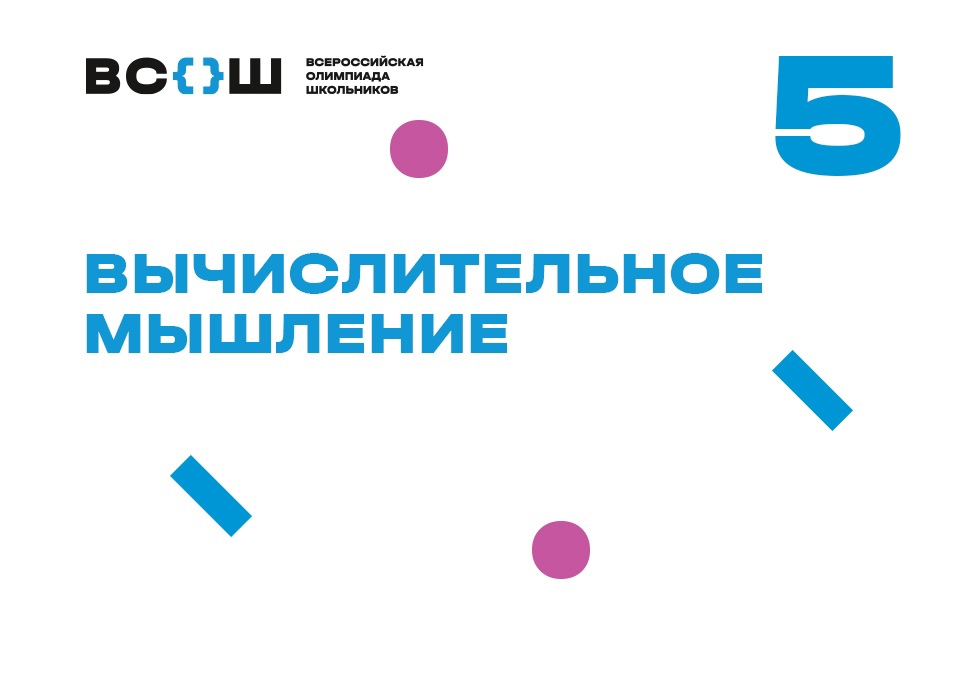 ВС{}Ш
ВСЕРОССИЙСКАЯ
ОЛИМПИАДА
ШКОЛЬНИКОВ
5
ВЫЧИСЛИТЕЛЬНОЕ
МЫШЛЕНИЕ